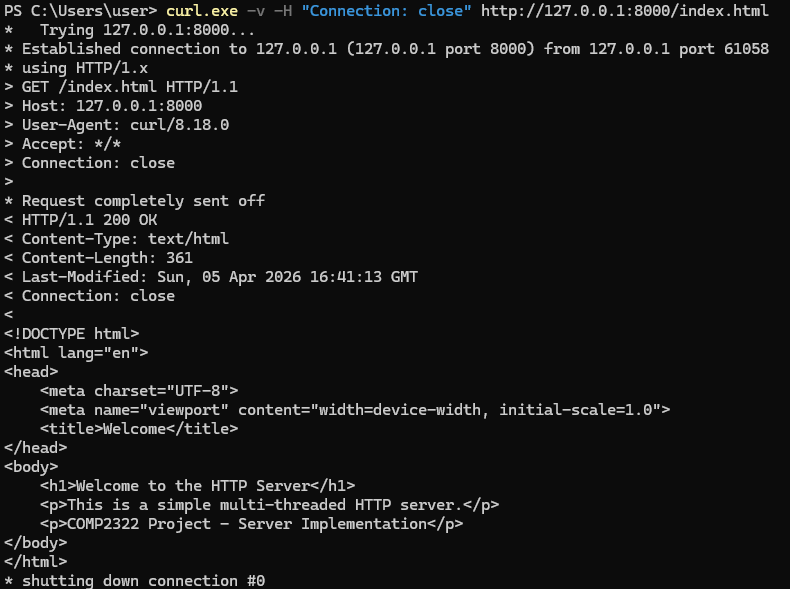 PS C:\Users\user> curl.exe -v -H "Connection: close" http://127.0.0.1:8000/index.html
*   Trying 127.0.0.1:8000...
* Established connection to 127.0.0.1 (127.0.0.1 port 8000) from 127.0.0.1 port 61058
* using HTTP/1.x
> GET /index.html HTTP/1.1
> Host: 127.0.0.1:8000
> User-Agent: curl/8.18.0
> Accept: */*
> Connection: close
>
* Request completely sent off
< HTTP/1.1 200 OK
< Content-Type: text/html
< Content-Length: 361
< Last-Modified: Sun, 05 Apr 2026 16:41:13 GMT
< Connection: close
<
<!DOCTYPE html>
<html lang="en">
<head>
    <meta charset="UTF-8">
    <meta name="viewport" content="width=device-width, initial-scale=1.0">
    <title>Welcome</title>
</head>
<body>
    <h1>Welcome to the HTTP Server</h1>
    <p>This is a simple multi-threaded HTTP server.</p>
    <p>COMP2322 Project - Server Implementation</p>
</body>
</html>
* shutting down connection #0